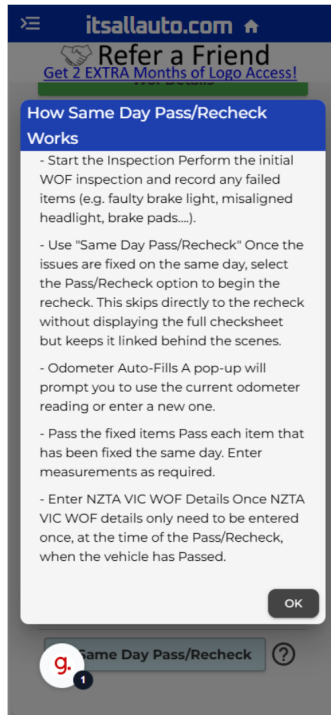 itsallauto.com
Refer a Friend
Get 2 EXTRA Months of Logo Access!
WOF Details
How Same Day Pass/Recheck
Works
- Start the Inspection Perform the initial
WOF inspection and record any failed
items (e.g. faulty brake light, misaligned
headlight, brake pads....).
- Use "Same Day Pass/Recheck" Once the
issues are fixed on the same day, select
the Pass/Recheck option to begin the
recheck. This skips directly to the recheck
without displaying the full checksheet
but keeps it linked behind the scenes.
- Odometer Auto-Fills A pop-up will
prompt you to use the current odometer
reading or enter a new one.
- Pass the fixed items Pass each item that
has been fixed the same day. Enter
measurements as required.
- Enter NZTA VIC WOF Details Once NZTA
VIC WOF details only need to be entered
once, at the time of the Pass/Recheck,
when the vehicle has Passed.
OK
Same Day Pass/Recheck ?
g.
1